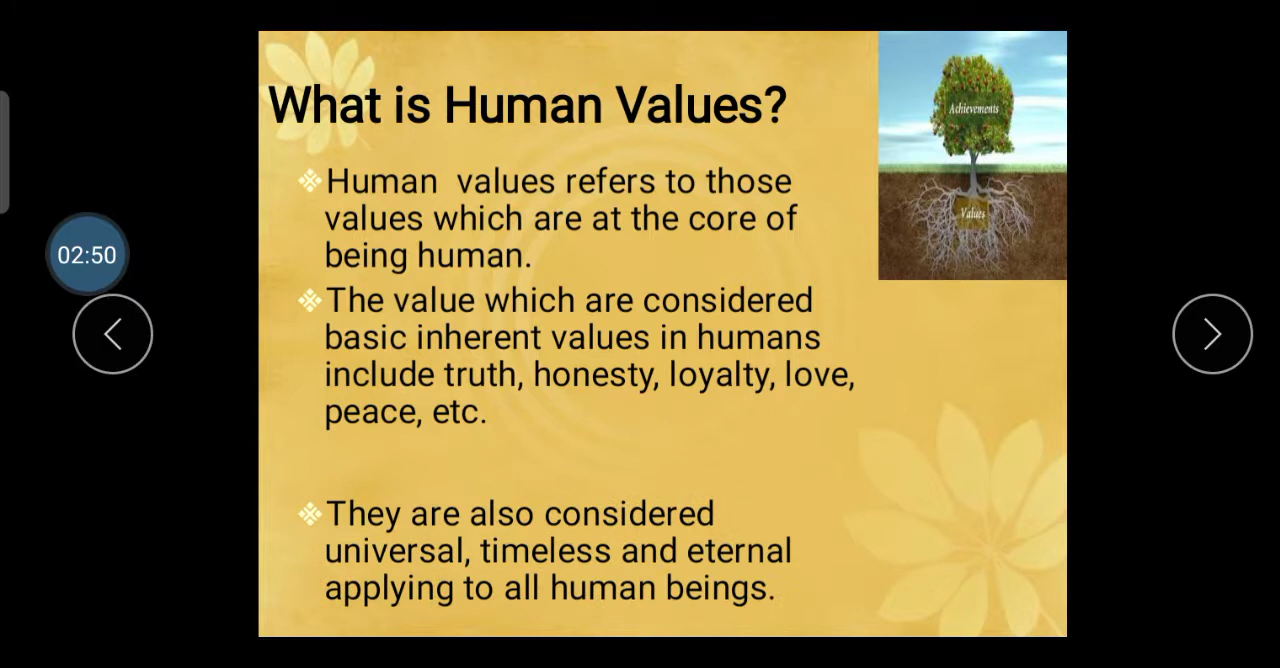 What is Human Values?
Achievements
Values
Human values refers to those
values which are at the core of
being human.
The value which are considered
basic inherent values in humans
include truth, honesty, loyalty, love,
peace, etc.
They are also considered
universal, timeless and eternal
applying to all human beings.
02:50